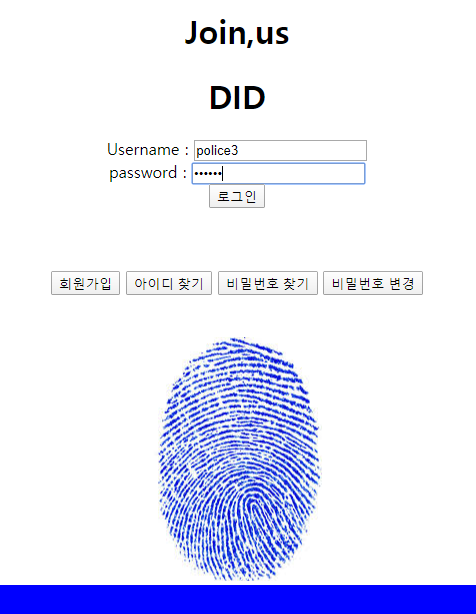 Join,us
DID
Username : police3
password : ••••••
로그인
회원가입 아이디 찾기 비밀번호 찾기 비밀번호 변경